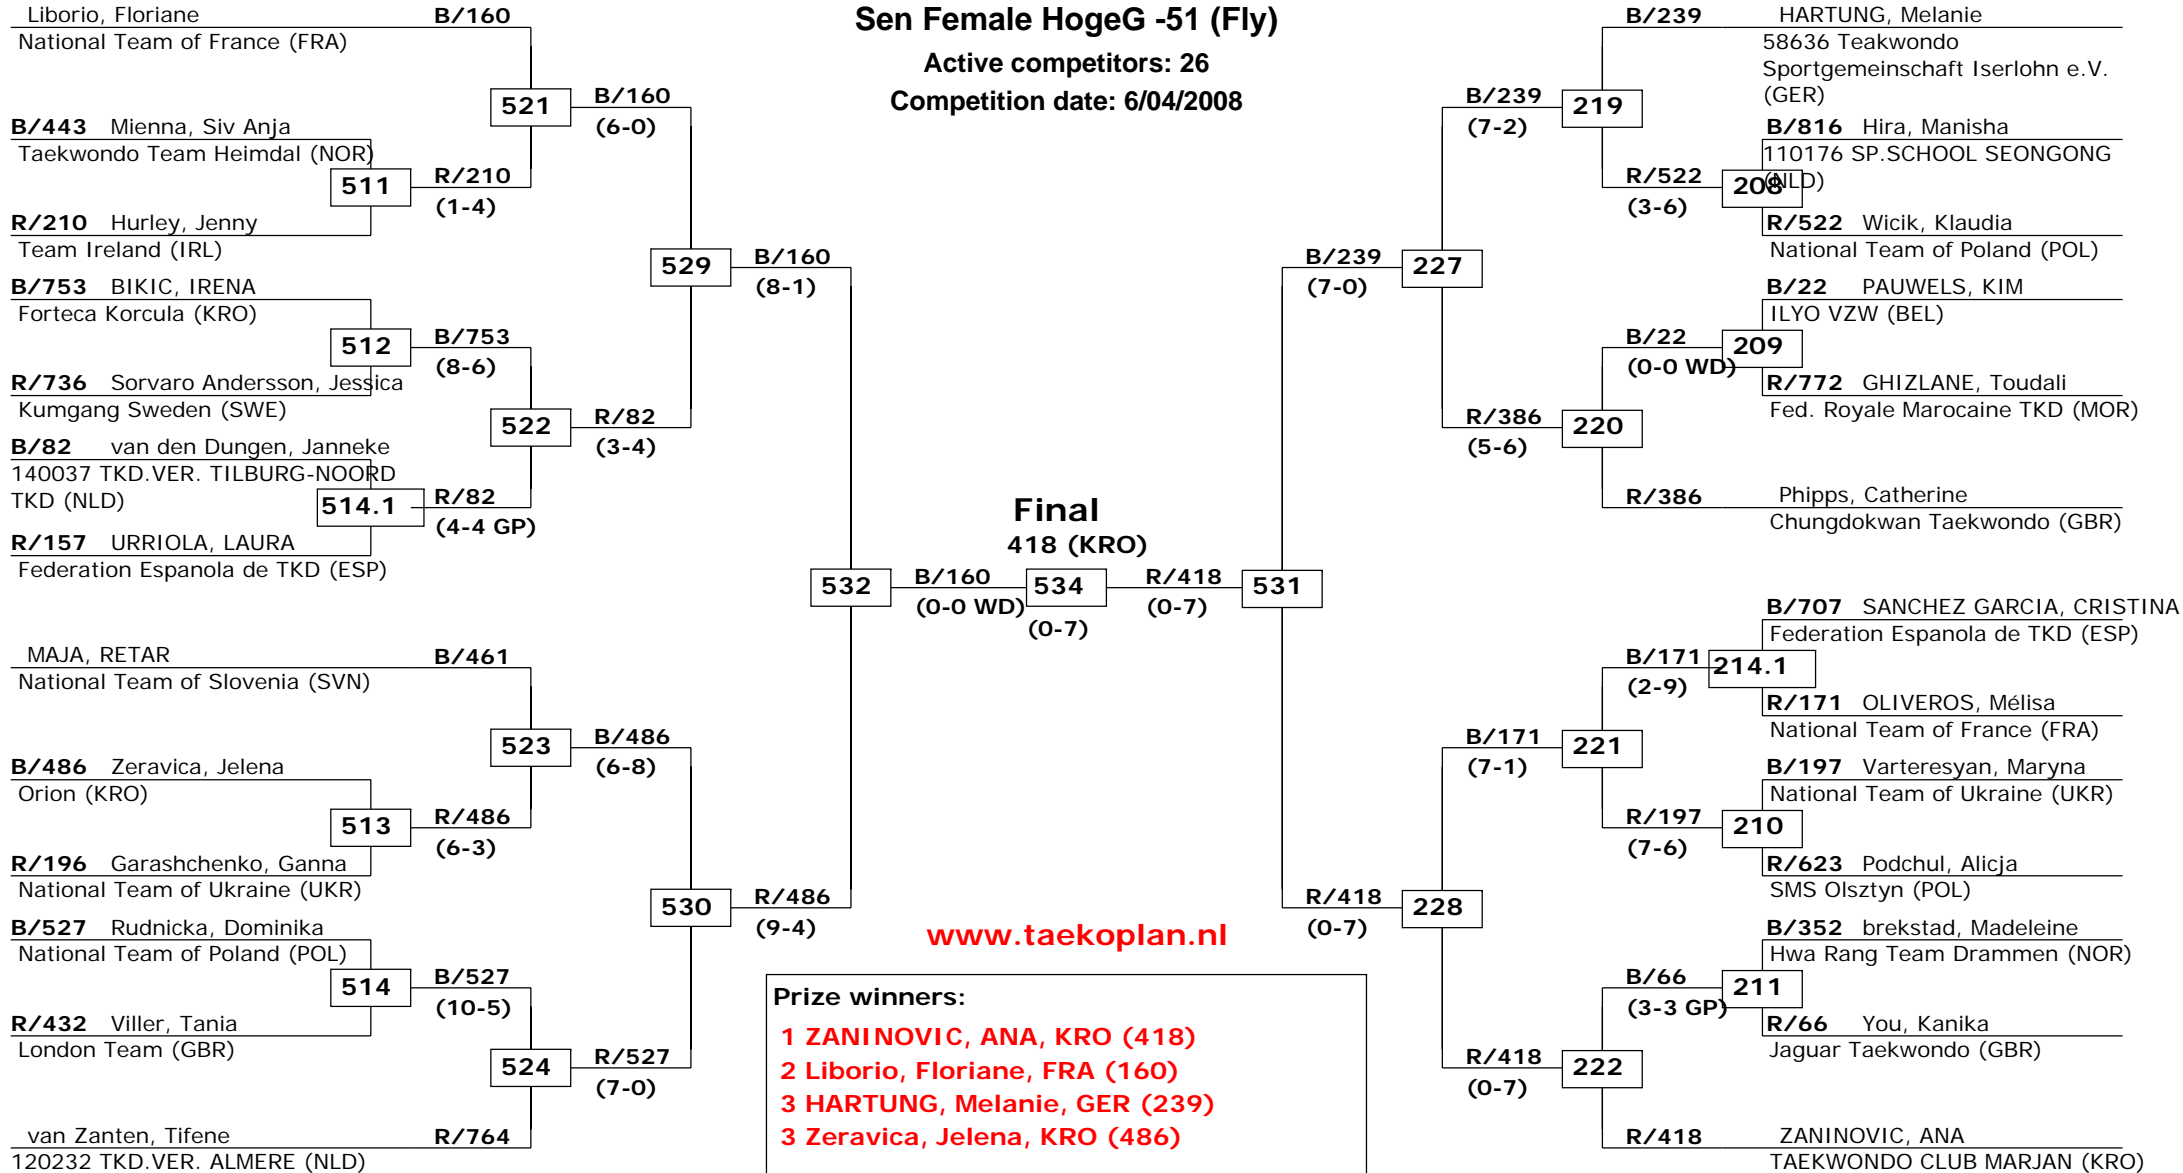 Sen Female HogeG -51 (Fly)
Active competitors: 26
Competition date: 6/04/2008
Liborio, Floriane B/160
National Team of France (FRA)
521 B/160
(6-0)
B/443 Mienna, Siv Anja
Taekwondo Team Heimdal (NOR)
511 R/210
(1-4)
R/210 Hurley, Jenny
Team Ireland (IRL)
529 B/160
(8-1)
B/753 BIKIC, IRENA
Forteca Korcula (KRO)
512 B/753
(8-6)
R/736 Sorvaro Andersson, Jessica
Kumgang Sweden (SWE)
522 R/82
(3-4)
B/82 van den Dungen, Janneke
140037 TKD.VER. TILBURG-NOORD
TKD (NLD)
514.1 R/82
(4-4 GP)
R/157 URRIOLA, LAURA
Federation Espanola de TKD (ESP)
532 B/160
(0-0 WD)
MAJA, RETAR B/461
National Team of Slovenia (SVN)
523 B/486
(6-8)
B/486 Zeravica, Jelena
Orion (KRO)
513 R/486
(6-3)
R/196 Garashchenko, Ganna
National Team of Ukraine (UKR)
530 R/486
(9-4)
B/527 Rudnicka, Dominika
National Team of Poland (POL)
514 B/527
(10-5)
R/432 Viller, Tania
London Team (GBR)
524 R/527
(7-0)
van Zanten, Tifene R/764
120232 TKD.VER. ALMERE (NLD)
Final
418 (KRO)
534
(0-7)
R/418 531
(0-7)
B/239 HARTUNG, Melanie
58636 Teakwondo
Sportgemeinschaft Iserlohn e.V.
(GER)
B/239 219
(7-2)
B/816 Hira, Manisha
110176 SP.SCHOOL SEONGONG
(NLD)
R/522 208
(3-6)
R/522 Wicik, Klaudia
National Team of Poland (POL)
B/239 227
(7-0)
B/22 PAUWELS, KIM
ILYO VZW (BEL)
B/22 209
(0-0 WD)
R/772 GHIZLANE, Toudali
Fed. Royale Marocaine TKD (MOR)
R/386 220
(5-6)
R/386 Phipps, Catherine
Chungdokwan Taekwondo (GBR)
B/707 SANCHEZ GARCIA, CRISTINA
Federation Espanola de TKD (ESP)
B/171 214.1
(2-9)
R/171 OLIVEROS, Mélisa
National Team of France (FRA)
B/171 221
(7-1)
B/197 Varteresyan, Maryna
National Team of Ukraine (UKR)
R/197 210
(7-6)
R/623 Podchul, Alicja
SMS Olsztyn (POL)
R/418 228
(0-7)
B/352 brekstad, Madeleine
Hwa Rang Team Drammen (NOR)
B/66 211
(3-3 GP)
R/66 You, Kanika
Jaguar Taekwondo (GBR)
R/418 222
(0-7)
R/418 ZANINOVIC, ANA
TAEKWONDO CLUB MARJAN (KRO)
www.taekoplan.nl
Prize winners:
1 ZANINOVIC, ANA, KRO (418)
2 Liborio, Floriane, FRA (160)
3 HARTUNG, Melanie, GER (239)
3 Zeravica, Jelena, KRO (486)